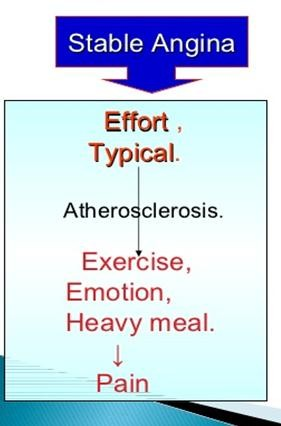 Stable Angina
Effort ,
Typical.
Atherosclerosis.
Exercise,
Emotion,
Heavy meal.
↓
Pain